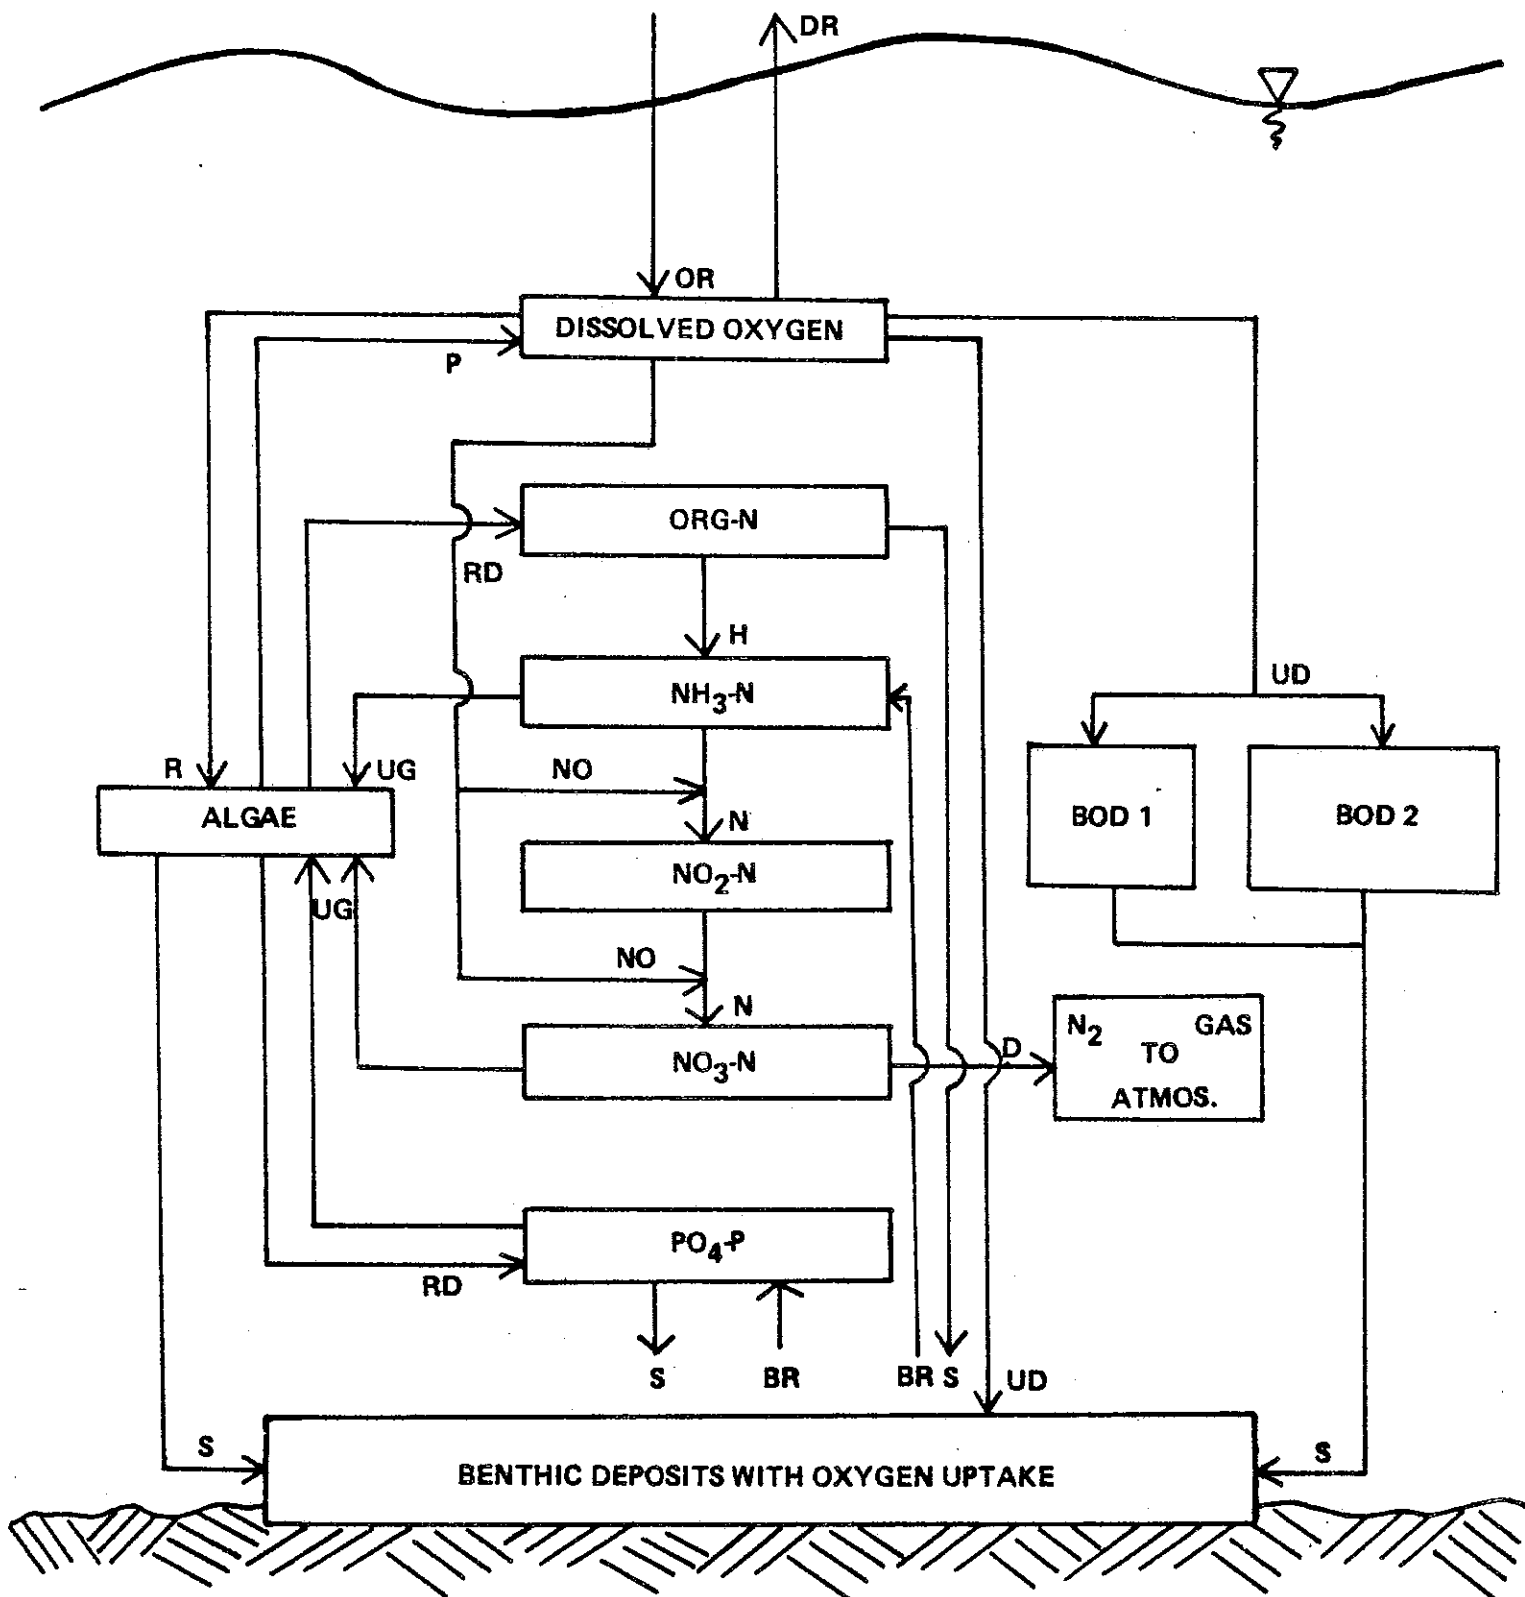 DR
OR
DISSOLVED OXYGEN
P
ORG-N
RD
H
UD
NH3-N
R
UG
NO
BOD 1
BOD 2
ALGAE
N
NO2-N
UG
NO
N
N2 GAS
TO
ATMOS.
D
NO3-N
PO4-P
RD
S
BR
BR
S
UD
S
BENTHIC DEPOSITS WITH OXYGEN UPTAKE
S